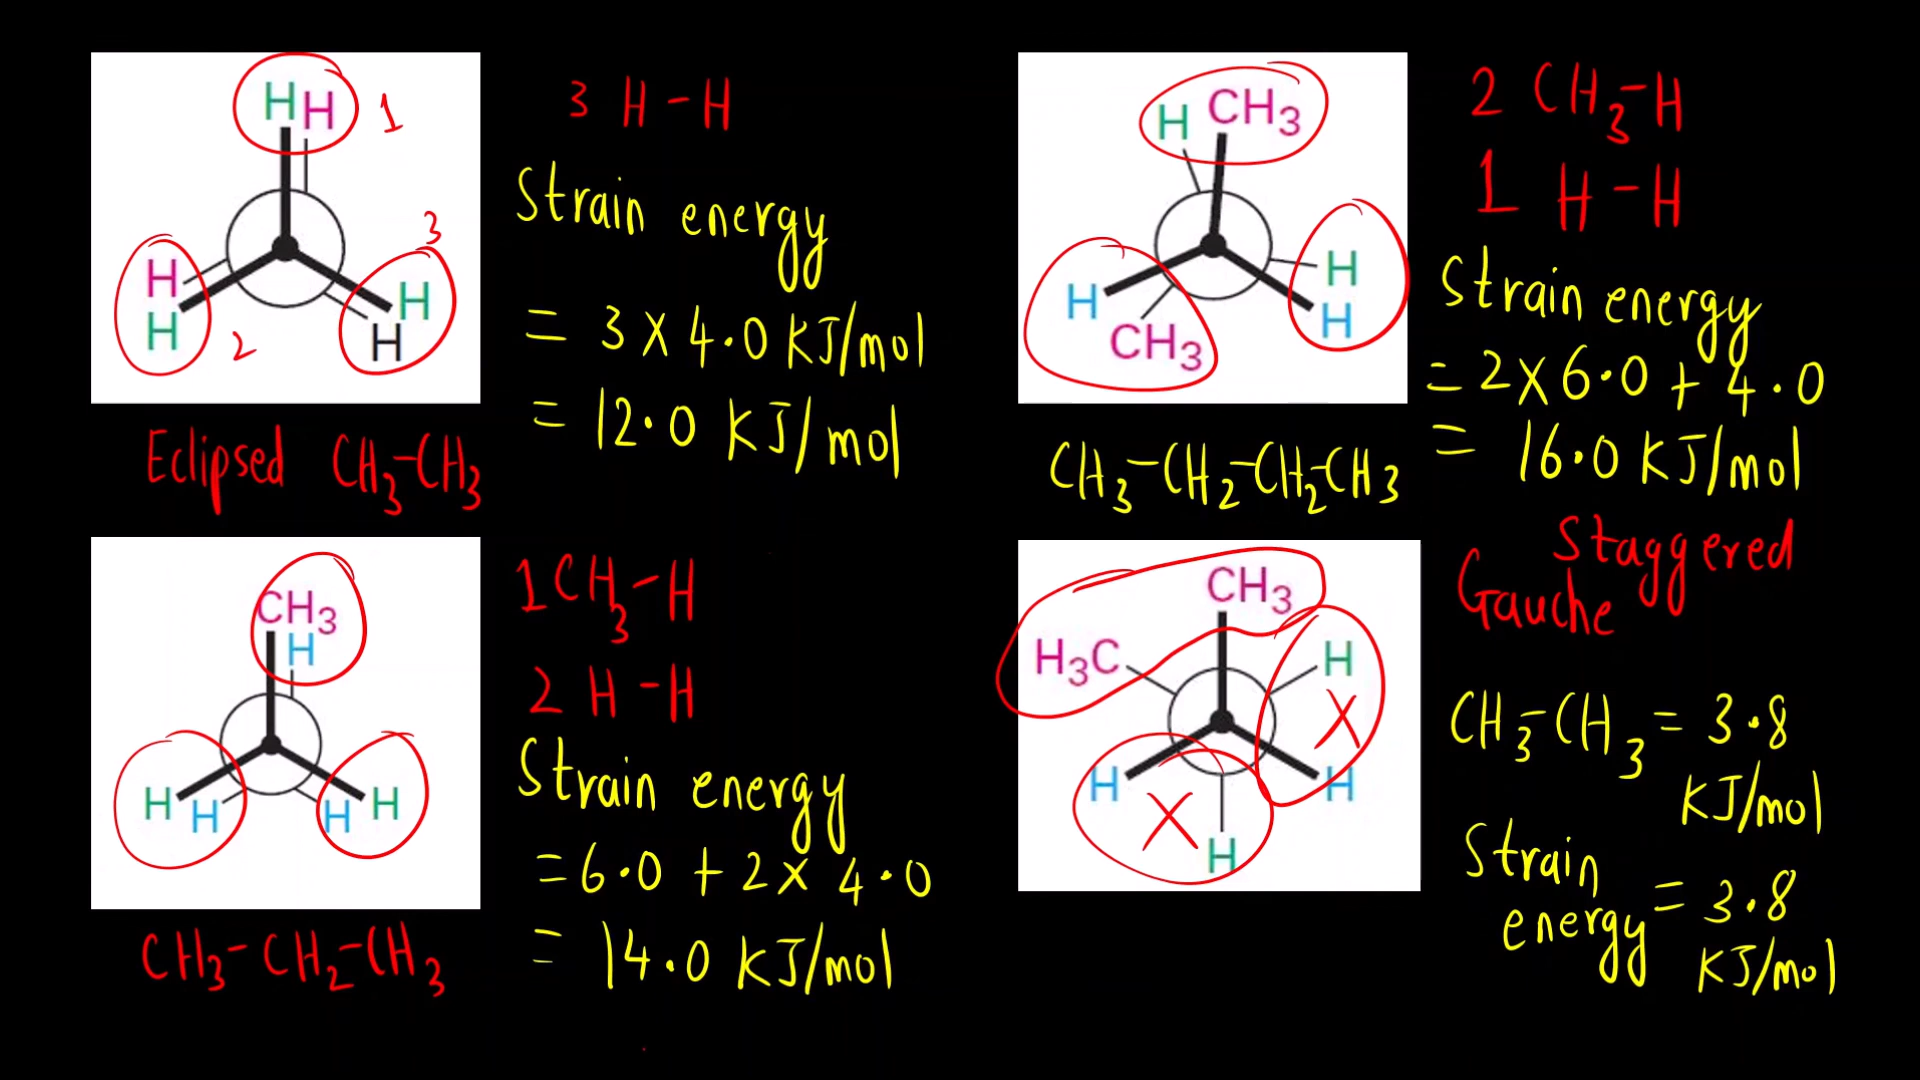 H H 1
H H 2
3 H H
Eclipsed CH3-CH3
3 H-H
Strain energy
= 3 X 4.0 KJ/mol
= 12.0 KJ/mol
CH3
H
H H
H H
CH3-CH2-CH3
1 CH3-H
2 H-H
Strain energy
= 6.0 + 2 x 4.0
= 14.0 KJ/mol
H CH3
H
CH3
H
H
CH3-CH2-CH2-CH3
2 CH3-H
1 H-H
Strain energy
= 2 X 6.0 + 4.0
= 16.0 KJ/mol
CH3
H3C H
X
H H
X
H
Staggered
Gauche
CH3-CH3 = 3.8
KJ/mol
Strain
energy = 3.8
KJ/mol